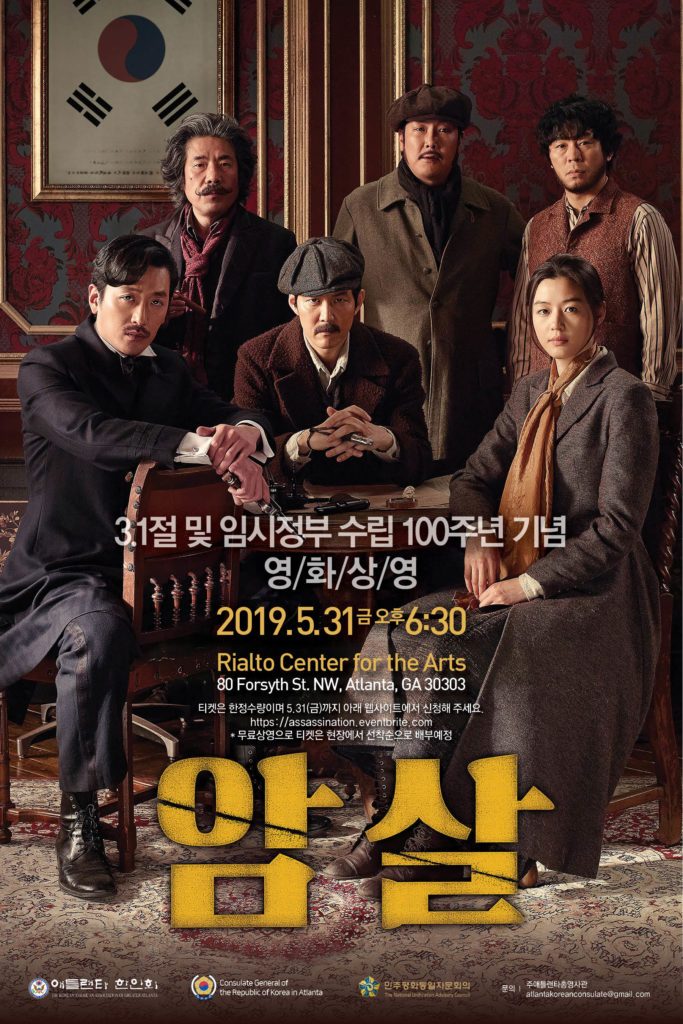 3.1절 및 임시정부 수립 100주년 기념
영/화/상/영
2019.5.31금 오후6:30
Rialto Center for the Arts
80 Forsyth St. NW, Atlanta, GA 30303
티켓은 한정수량이며 5.31(금)까지 아래 웹사이트에서 신청해 주세요.
https://assassination.eventbrite.com
* 무료상영으로 티켓은 현장에서 선착순으로 배부예정
암살
애틀랜타 한인회
THE KOREAN AMERICAN ASSOCIATION OF GREATER ATLANTA
Consulate General of
the Republic of Korea in Atlanta
민주평화통일자문회의
The National Unification Advisory Council
문의 | 주애틀랜타총영사관
atlantakoreanconsulate@gmail.com